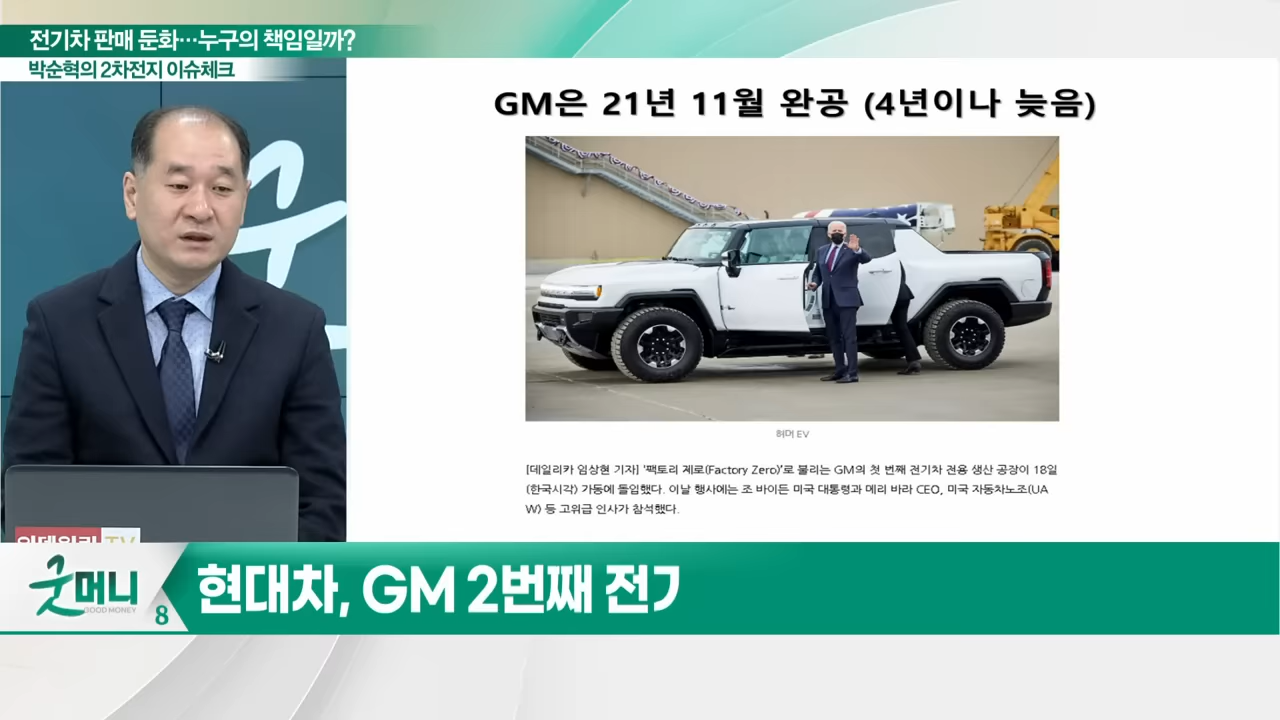 전기차 판매 둔화…누구의 책임일까?
박순혁의 2차전지 이슈체크
GM은 21년 11월 완공 (4년이나 늦음)
허머 EV
[데일리카 임상현 기자] '팩토리 제로(Factory Zero)'로 불리는 GM의 첫 번째 전기차 전용 생산 공장이 18일
(한국시각) 가동에 돌입했다. 이날 행사에는 조 바이든 미국 대통령과 메리 바라 CEO, 미국 자동차노조(UA
W) 등 고위급 인사가 참석했다.
이데일리 TV
굿머니
GOOD MONEY
8
현대차, GM 2번째 전기